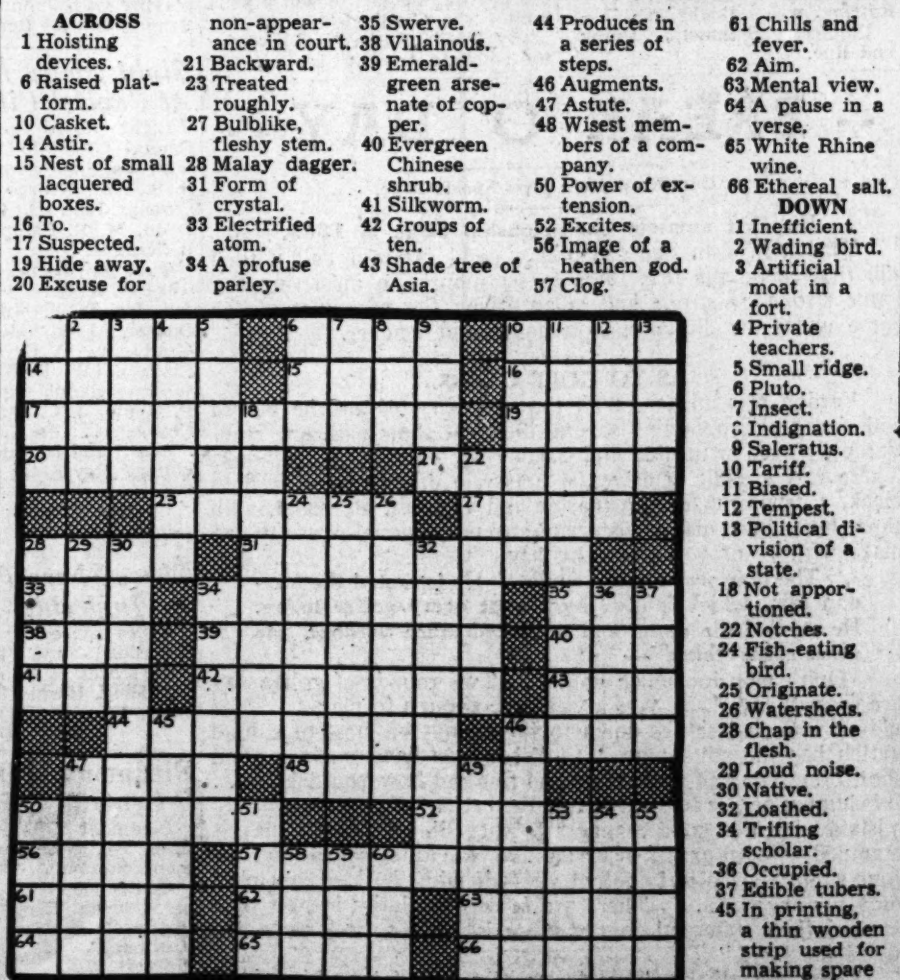 ACROSS
1 Hoisting
devices.
6 Raised plat-
form.
10 Casket.
14 Astir.
15 Nest of small
lacquered
boxes.
16 To.
17 Suspected.
19 Hide away.
20 Excuse for
non-appear-
ance in court.
21 Backward.
23 Treated
roughly.
27 Bulblike,
fleshy stem.
28 Malay dagger.
31 Form of
crystal.
33 Electrified
atom.
34 A profuse
parley.
35 Swerve.
38 Villainous.
39 Emerald-
green arse-
nate of cop-
per.
40 Evergreen
Chinese
shrub.
41 Silkworm.
42 Groups of
ten.
43 Shade tree of
Asia.
44 Produces in
a series of
steps.
46 Augments.
47 Astute.
48 Wisest mem-
bers of a com-
pany.
50 Power of ex-
tension.
52 Excites.
56 Image of a
heathen god.
57 Clog.
61 Chills and
fever.
62 Aim.
63 Mental view.
64 A pause in a
verse.
65 White Rhine
wine.
66 Ethereal salt.
DOWN
1 Inefficient.
2 Wading bird.
3 Artificial
moat in a
fort.
4 Private
teachers.
5 Small ridge.
6 Pluto.
7 Insect.
8 Indignation.
9 Saleratus.
10 Tariff.
11 Biased.
12 Tempest.
13 Political di-
vision of a
state.
18 Not appor-
tioned.
22 Notches.
24 Fish-eating
bird.
25 Originate.
26 Watersheds.
28 Chap in the
flesh.
29 Loud noise.
30 Native.
32 Loathed.
34 Trifling
scholar.
36 Occupied.
37 Edible tubers.
45 In printing,
a thin wooden
strip used for
making space
2 3 4 5 6 7 8 9 10 11 12 13
14 15 16
17 18 19
20 21 22
23 24 25 26 27
28 29 30 31 32
33 34 35 36 37
38 39 40
41 42 43
44 45 46
47 48 49
50 51 52 53 54 55
56 57 58 59 60
61 62 63
64 65 66